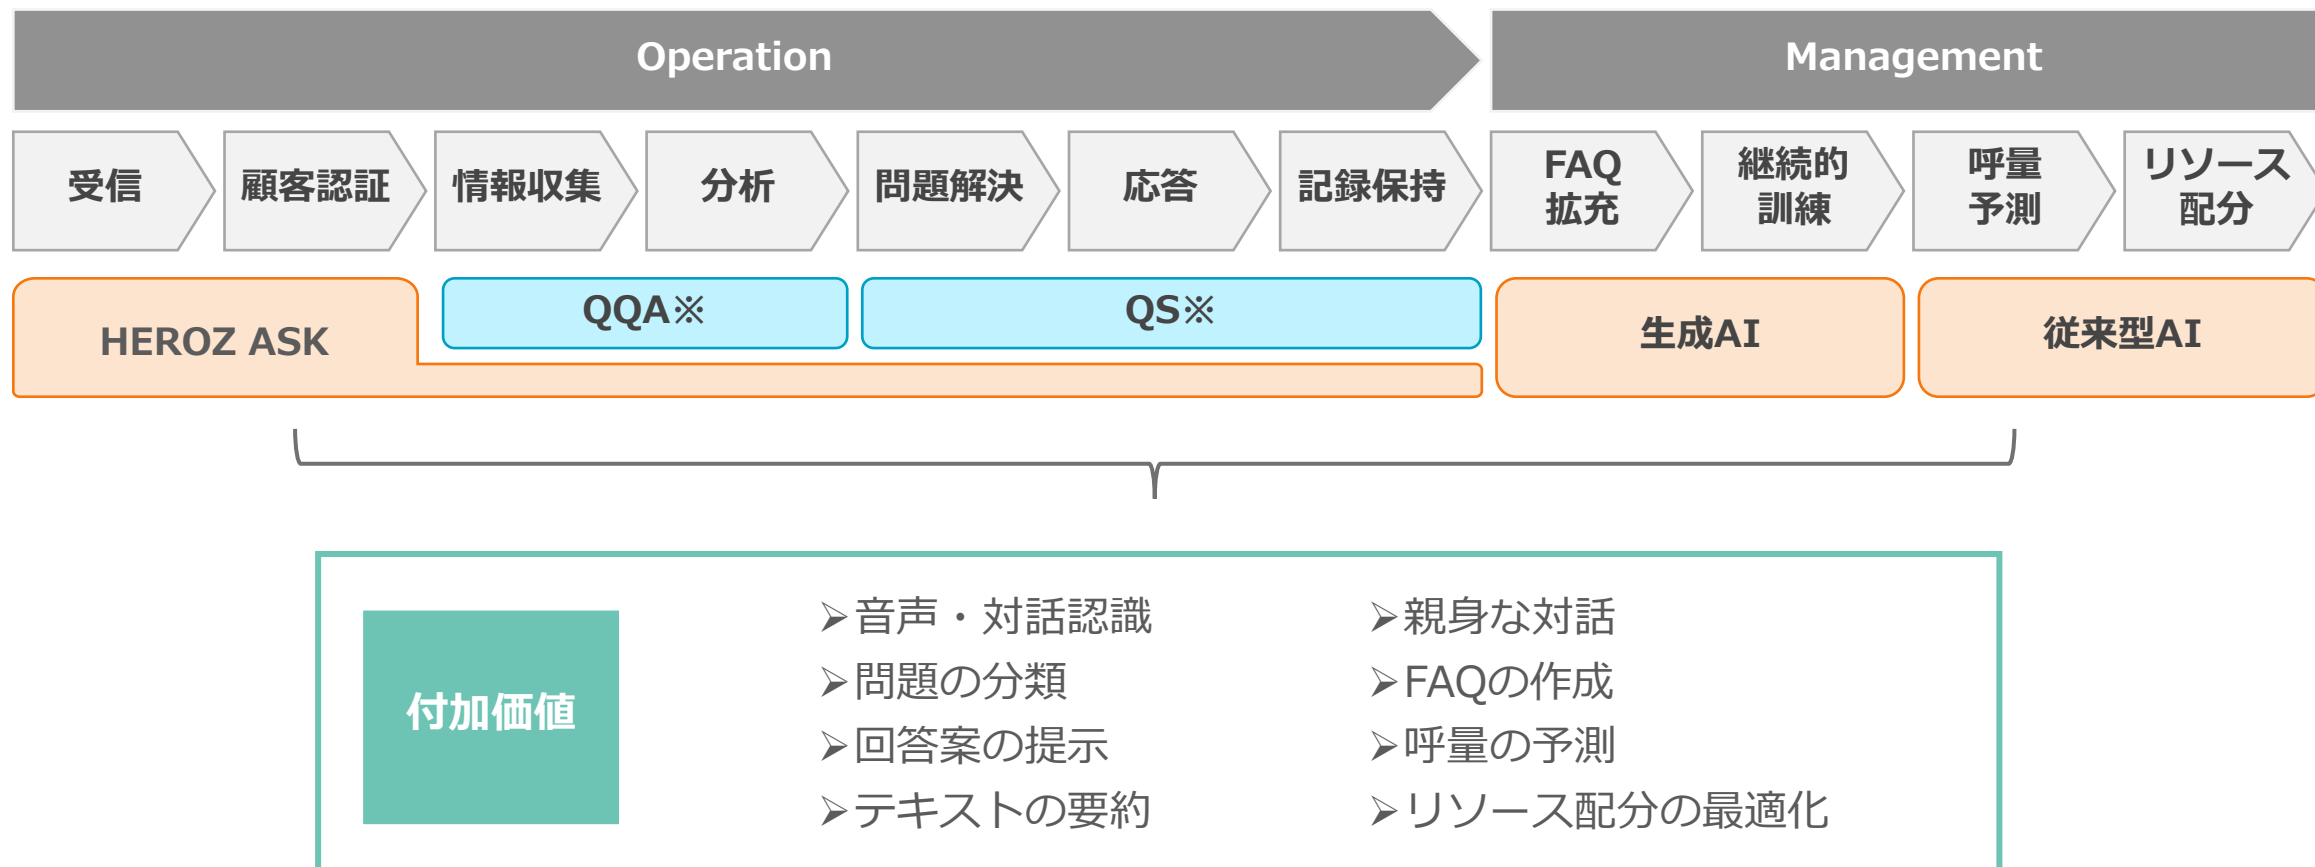 Operation
Management
受信
顧客認証
情報収集
分析
問題解決
応答
記録保持
FAQ
拡充
継続的
訓練
呼量
予測
リソース
配分
HEROZ ASK
QQA※
QS※
生成AI
従来型AI
付加価値
➢音声・対話認識
➢問題の分類
➢回答案の提示
➢テキストの要約
➢親身な対話
➢FAQの作成
➢呼量の予測
➢リソース配分の最適化